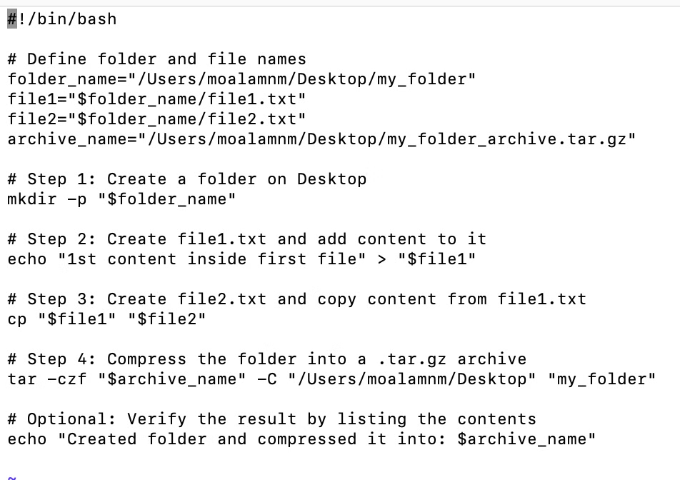 #!/bin/bash
# Define folder and file names
folder_name="/Users/moalamnm/Desktop/my_folder"
file1="$folder_name/file1.txt"
file2="$folder_name/file2.txt"
archive_name="/Users/moalamnm/Desktop/my_folder_archive.tar.gz"
# Step 1: Create a folder on Desktop
mkdir -p "$folder_name"
# Step 2: Create file1.txt and add content to it
echo "1st content inside first file" > "$file1"
# Step 3: Create file2.txt and copy content from file1.txt
cp "$file1" "$file2"
# Step 4: Compress the folder into a .tar.gz archive
tar -czf "$archive_name" -C "/Users/moalamnm/Desktop" "my_folder"
# Optional: Verify the result by listing the contents
echo "Created folder and compressed it into: $archive_name"
~